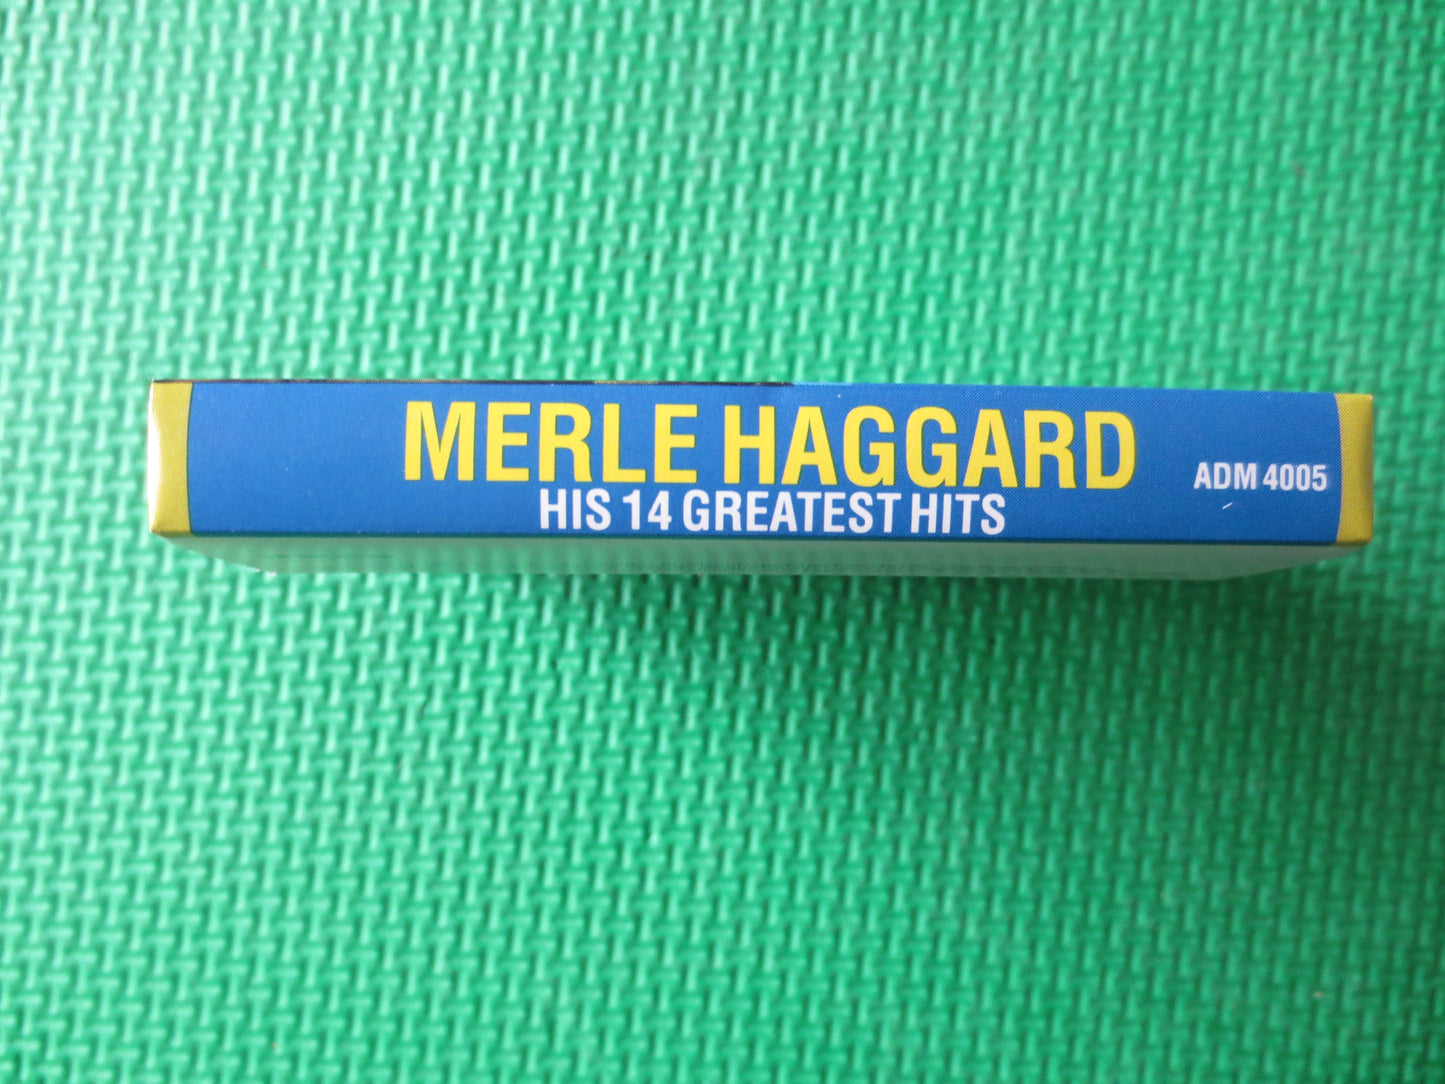 MERLE HAGGARD
HIS 14 GREATEST HITS
ADM 4005